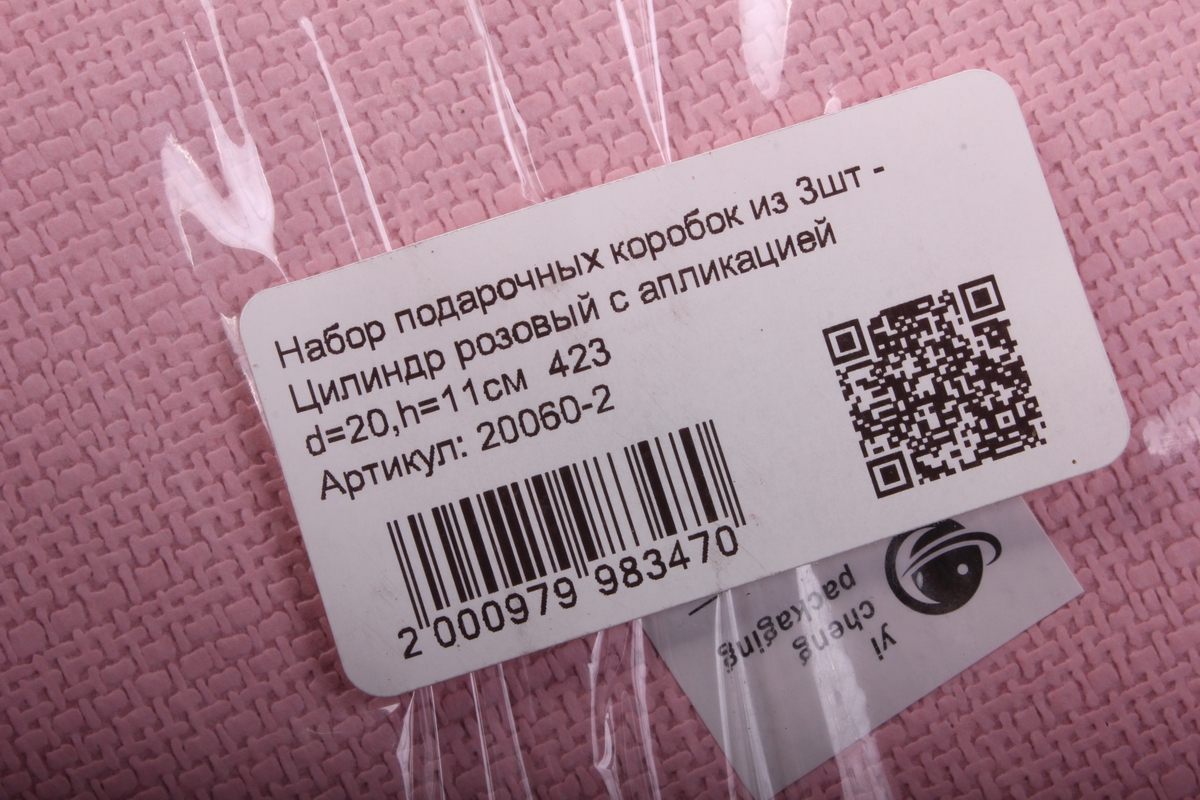 Набор подарочных коробок из 3шт -
Цилиндр розовый с апликацией
d=20,h=11см 423
Артикул: 20060-2
2 000979 983470
yi
cheng
packaging